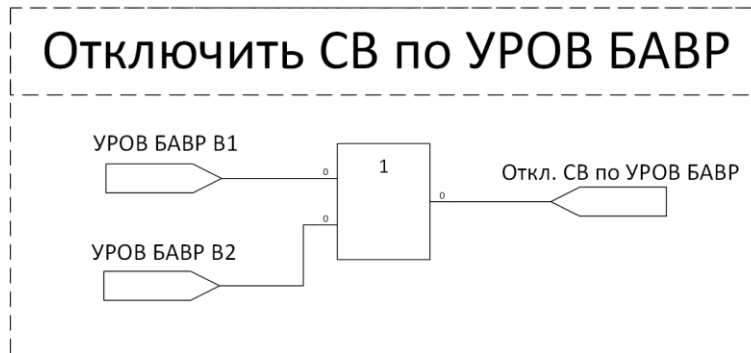 Отключить СВ по УРОВ БАВР
УРОВ БАВР В1
0
1
Откл. СВ по УРОВ БАВР
0
0
УРОВ БАВР В2